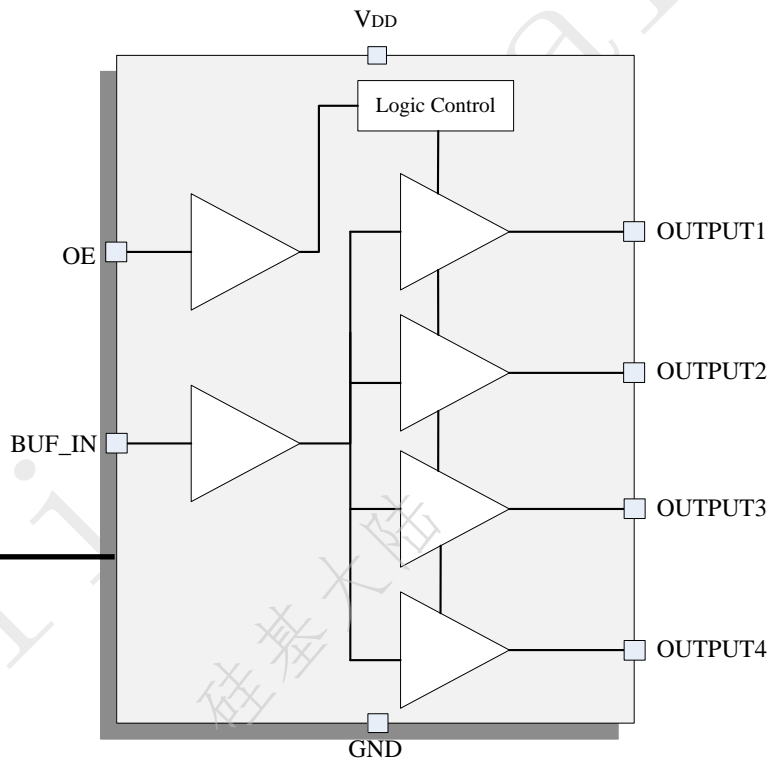 VDD
Logic Control
OE
OUTPUT1
OUTPUT2
BUF_IN
OUTPUT3
OUTPUT4
GND
硅基大陆